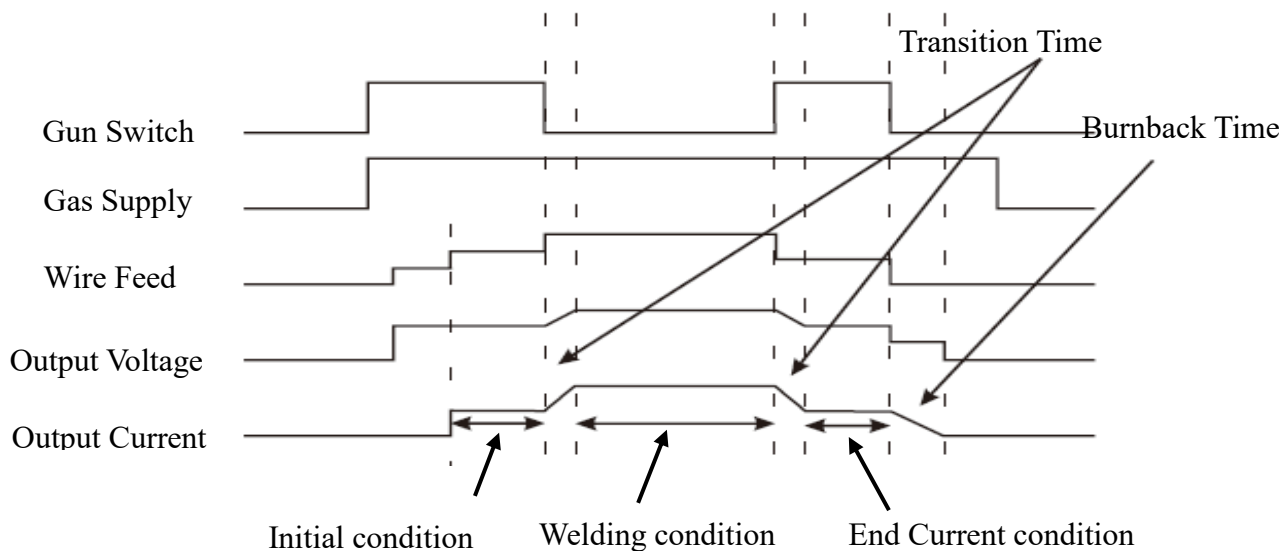 Transition Time
Gun Switch
Burnback Time
Gas Supply
Wire Feed
Output Voltage
Output Current
Initial condition
Welding condition
End Current condition